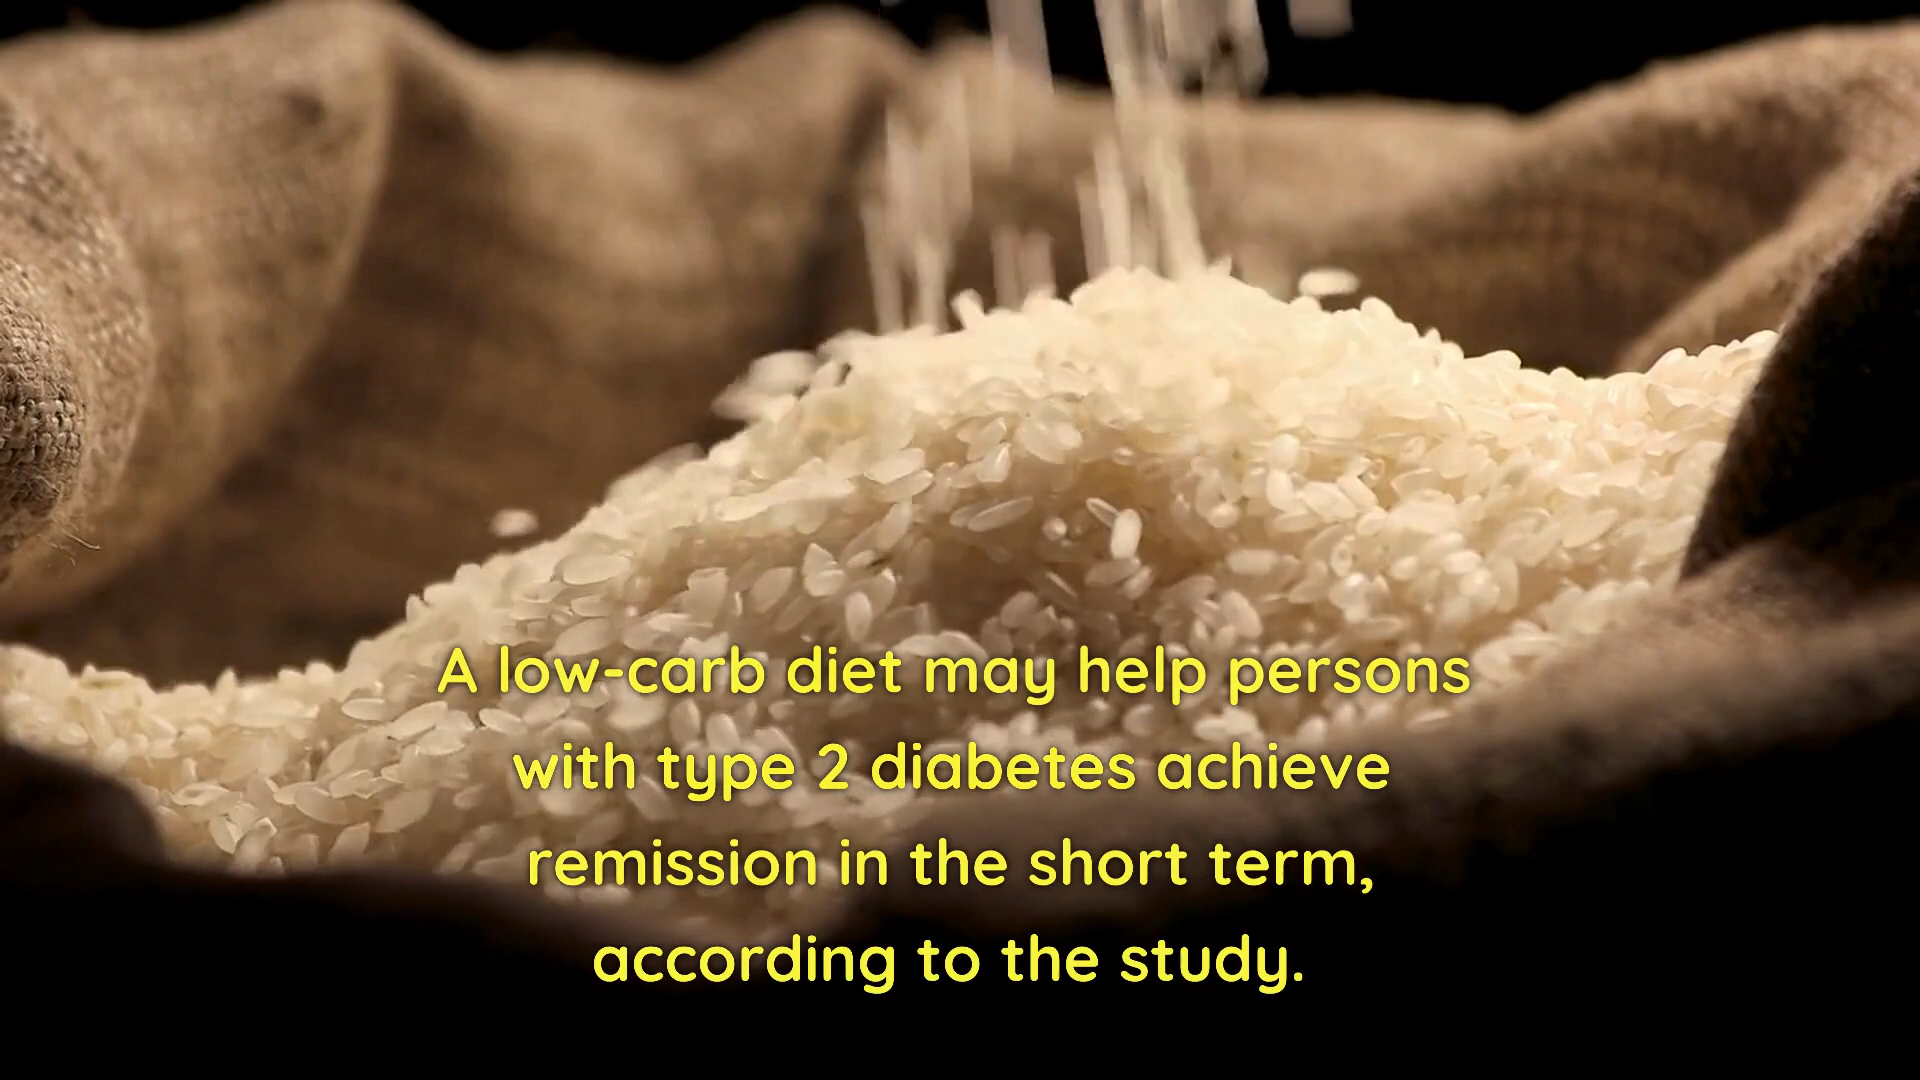 A low-carb diet may help persons
with type 2 diabetes achieve
remission in the short term,
according to the study.